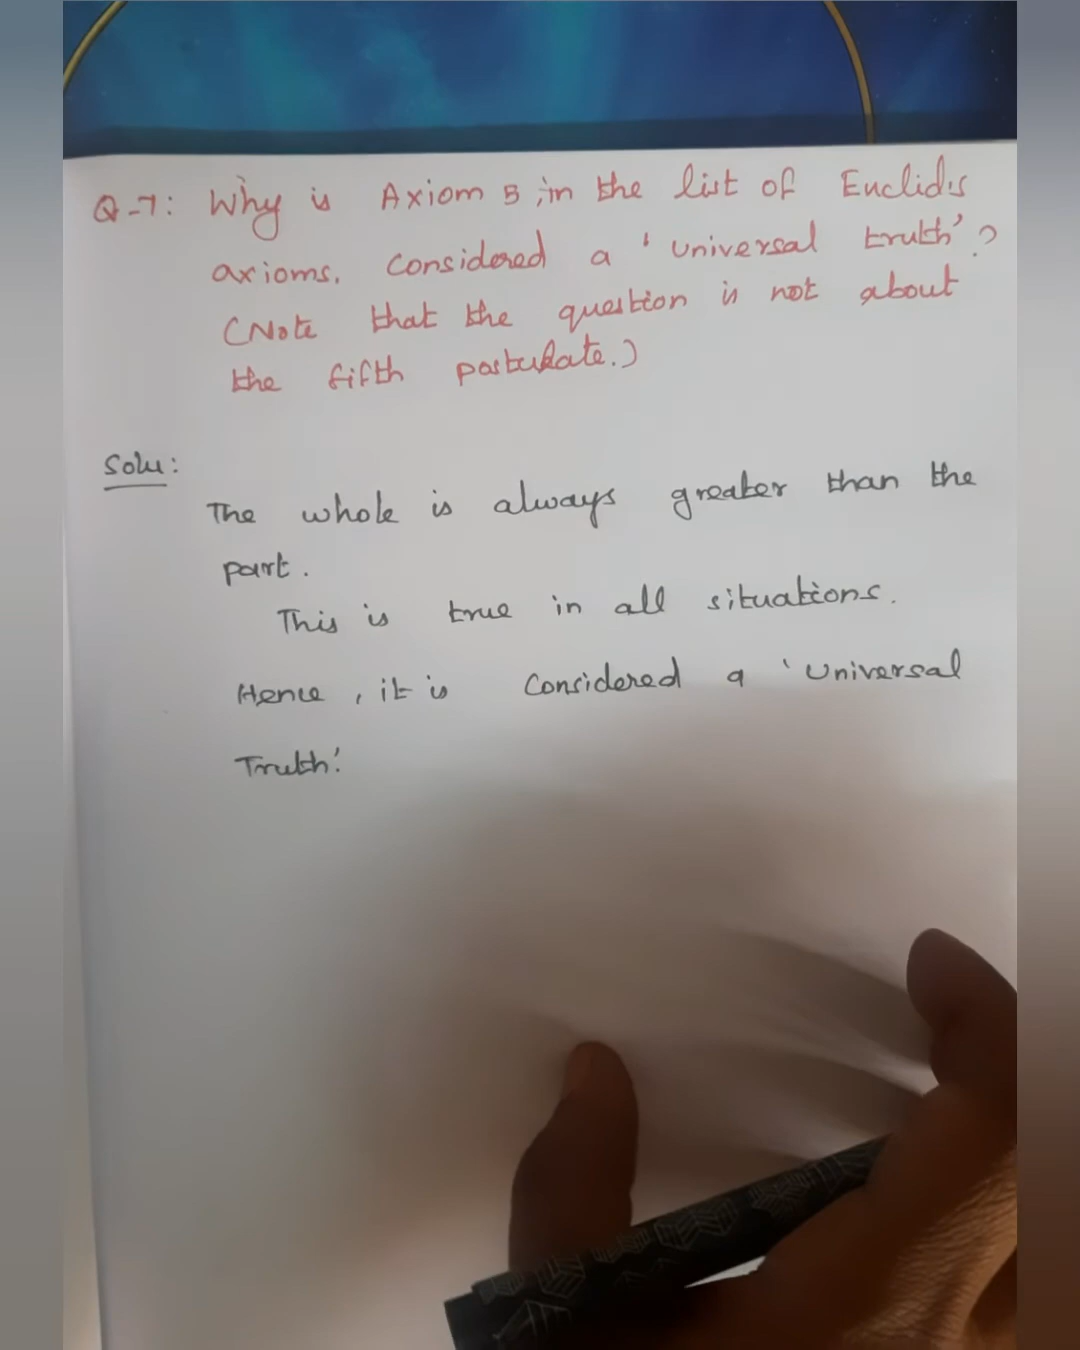 Q-7: Why is Axiom 5, in the list of Euclid's
axioms, Considered a 'universal truth'?
(Note that the question is not about
the fifth postulate.)
Solu:
The whole is always greater than the
part.
This is true in all situations.
Hence, it is Considered a 'Universal
Truth.'